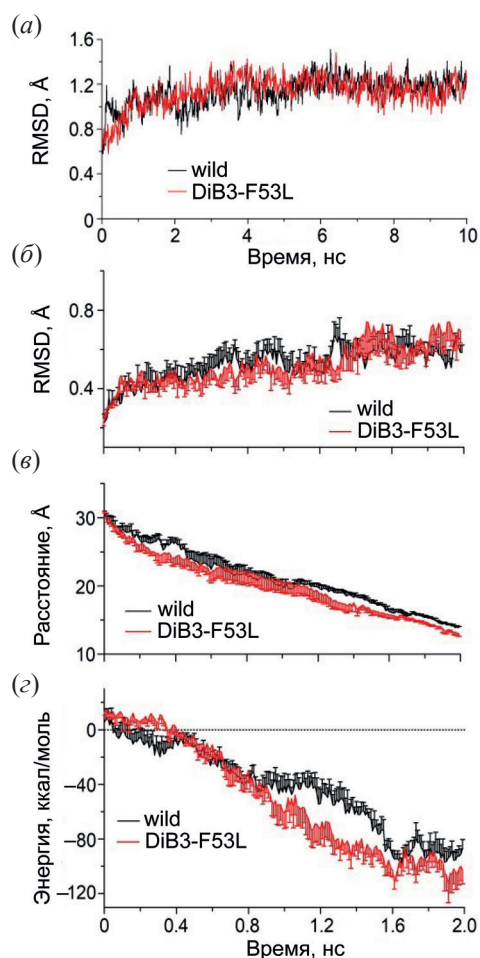 (а)
1.6
1.2
0.8
0.4
0
RMSD, Å
wild
DiB3-F53L
0 2 4 6 8 10
Время, нс
(б)
0.8
0.4
RMSD, Å
wild
DiB3-F53L
(в)
30
20
10
Расстояние, Å
wild
DiB3-F53L
(г)
0
–40
–80
–120
Энергия, ккал/моль
wild
DiB3-F53L
0 0.4 0.8 1.2 1.6 2.0
Время, нс